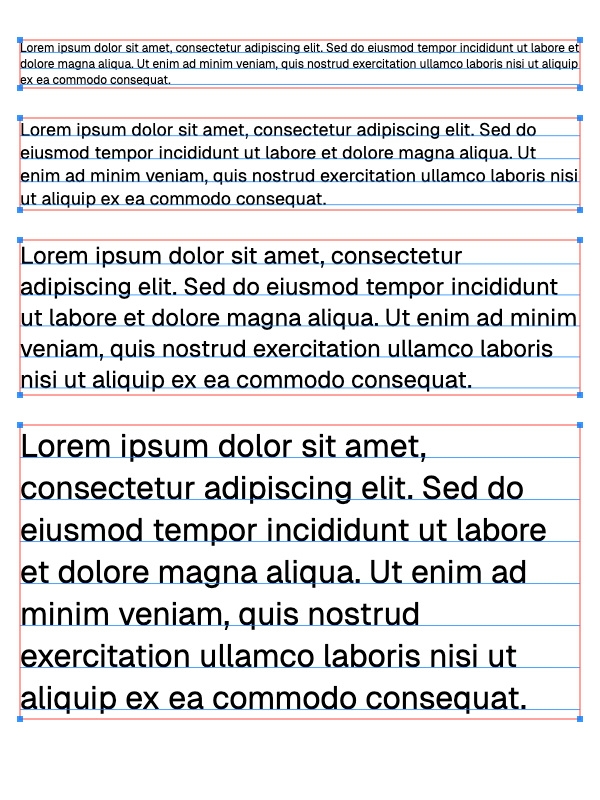 Lorem ipsum dolor sit amet, consectetur adipiscing elit. Sed do eiusmod tempor incididunt ut labore et
dolore magna aliqua. Ut enim ad minim veniam, quis nostrud exercitation ullamco laboris nisi ut aliquip
ex ea commodo consequat.
Lorem ipsum dolor sit amet, consectetur adipiscing elit. Sed do
eiusmod tempor incididunt ut labore et dolore magna aliqua. Ut
enim ad minim veniam, quis nostrud exercitation ullamco laboris nisi
ut aliquip ex ea commodo consequat.
Lorem ipsum dolor sit amet, consectetur
adipiscing elit. Sed do eiusmod tempor incididunt
ut labore et dolore magna aliqua. Ut enim ad minim
veniam, quis nostrud exercitation ullamco laboris
nisi ut aliquip ex ea commodo consequat.
Lorem ipsum dolor sit amet,
consectetur adipiscing elit. Sed do
eiusmod tempor incididunt ut labore
et dolore magna aliqua. Ut enim ad
minim veniam, quis nostrud
exercitation ullamco laboris nisi ut
aliquip ex ea commodo consequat.